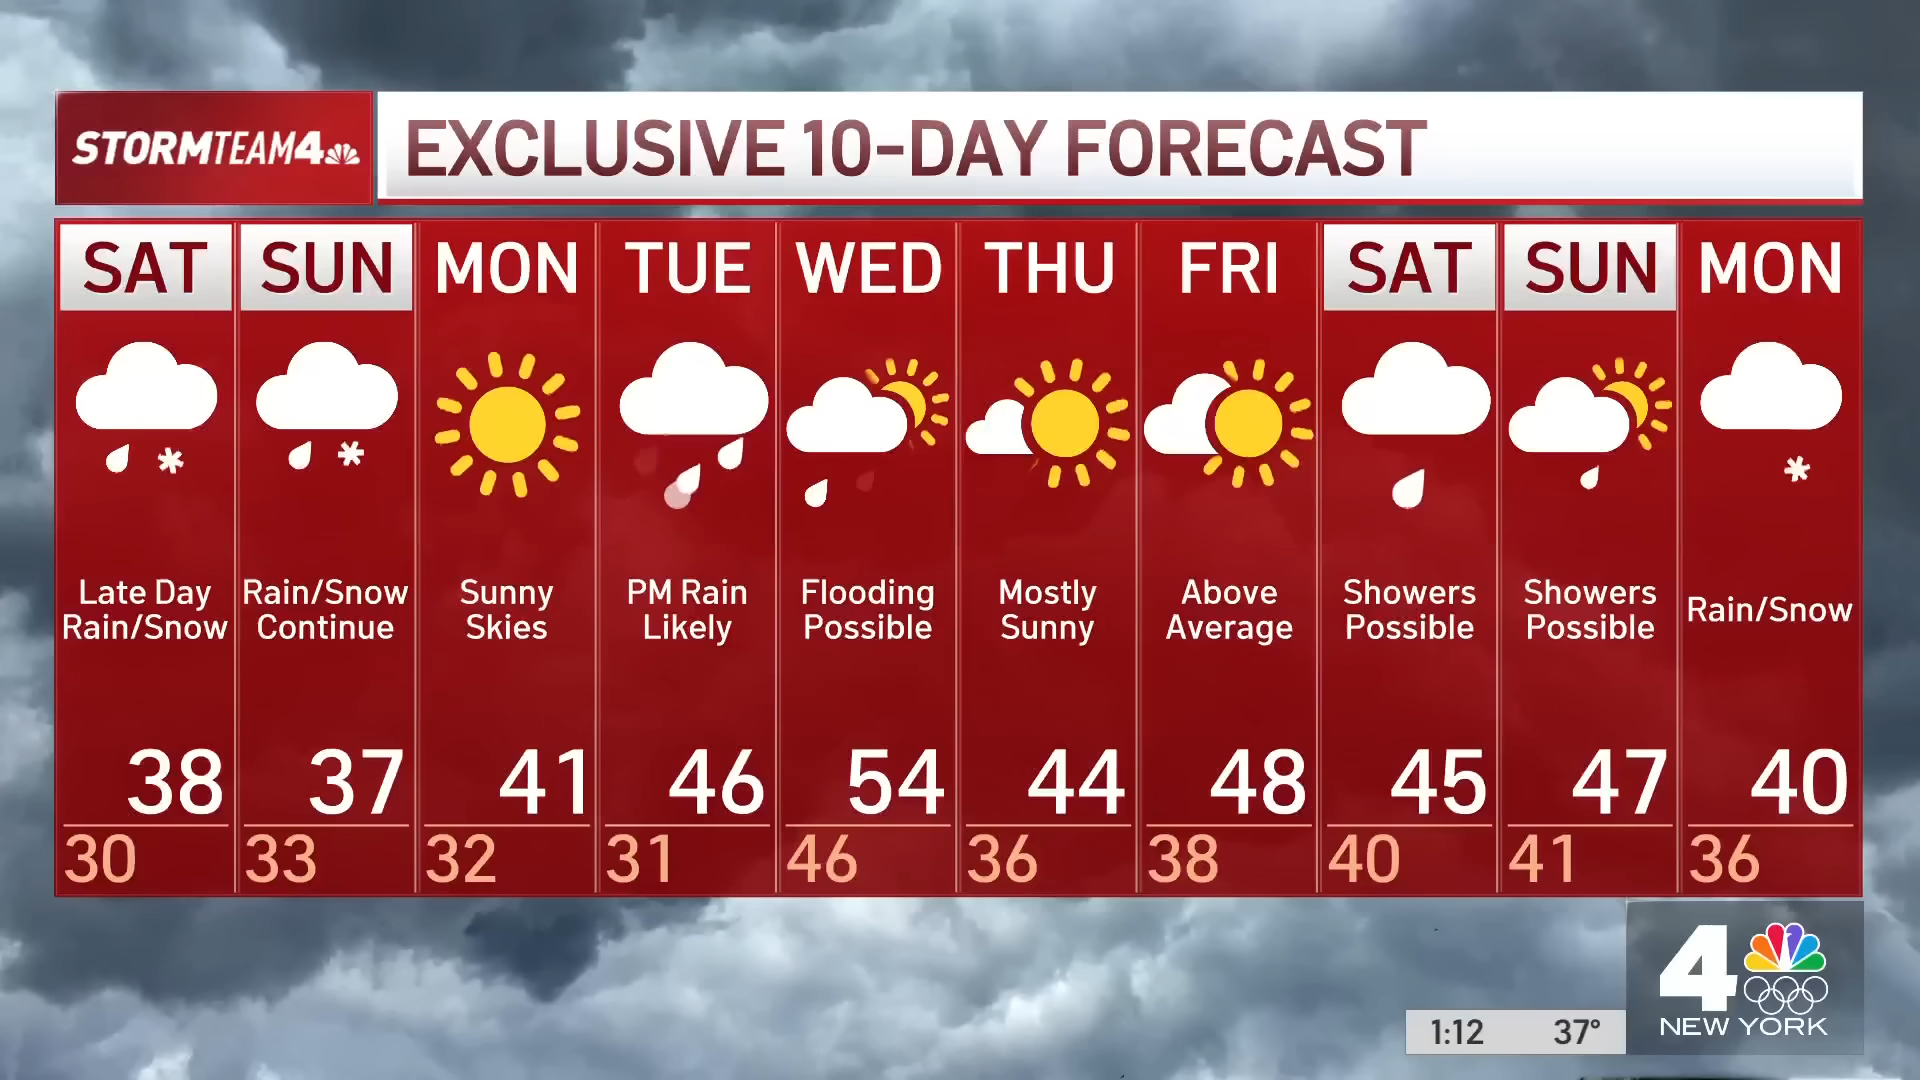 STORMTEAM4
EXCLUSIVE 10-DAY FORECAST
SAT
Late Day
Rain/Snow
38
30
SUN
Rain/Snow
Continue
37
33
MON
Sunny
Skies
41
32
TUE
PM Rain
Likely
46
31
WED
Flooding
Possible
54
46
THU
Mostly
Sunny
44
36
FRI
Above
Average
48
38
SAT
Showers
Possible
45
40
SUN
Showers
Possible
47
41
MON
Rain/Snow
40
36
4
NEW YORK
1:12 37°